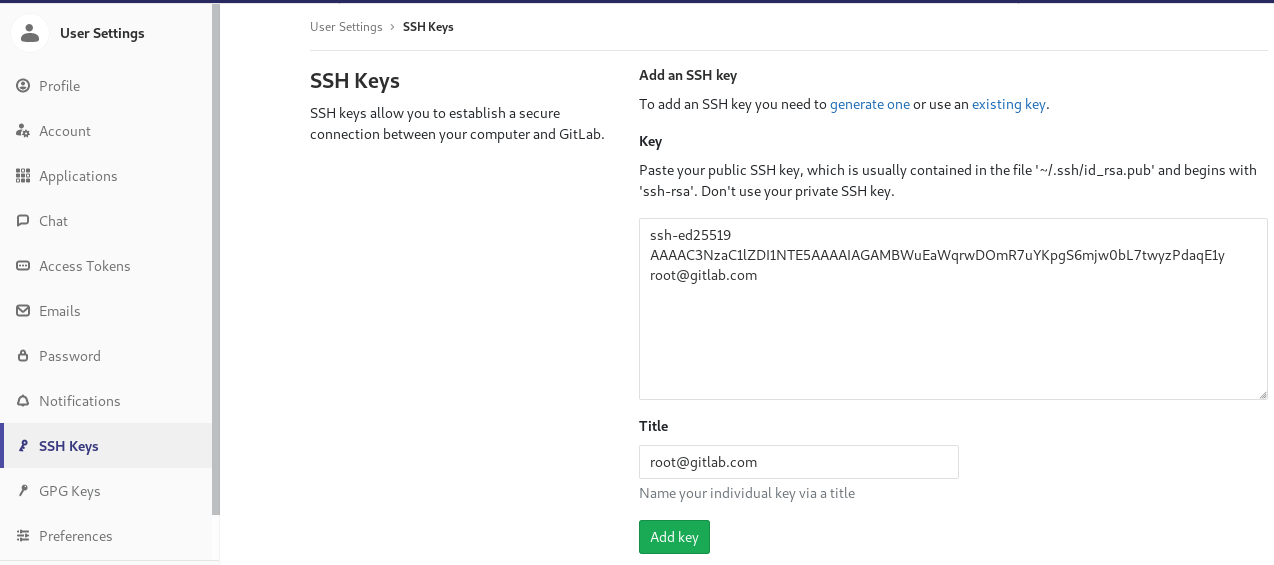 User Settings
Profile
Account
Applications
Chat
Access Tokens
Emails
Password
Notifications
SSH Keys
GPG Keys
Preferences
User Settings > SSH Keys
SSH Keys
SSH keys allow you to establish a secure
connection between your computer and GitLab.
Add an SSH key
To add an SSH key you need to generate one or use an existing key.
Key
Paste your public SSH key, which is usually contained in the file '~/.ssh/id_rsa.pub' and begins with
'ssh-rsa'. Don't use your private SSH key.
ssh-ed25519
AAAAC3NzaC1lZDI1NTE5AAAAIAGAMBWuEaWqrwDOmR7uYKpgS6mjw0bL7twyzPdaqE1y
root@gitlab.com
Title
root@gitlab.com
Name your individual key via a title
Add key